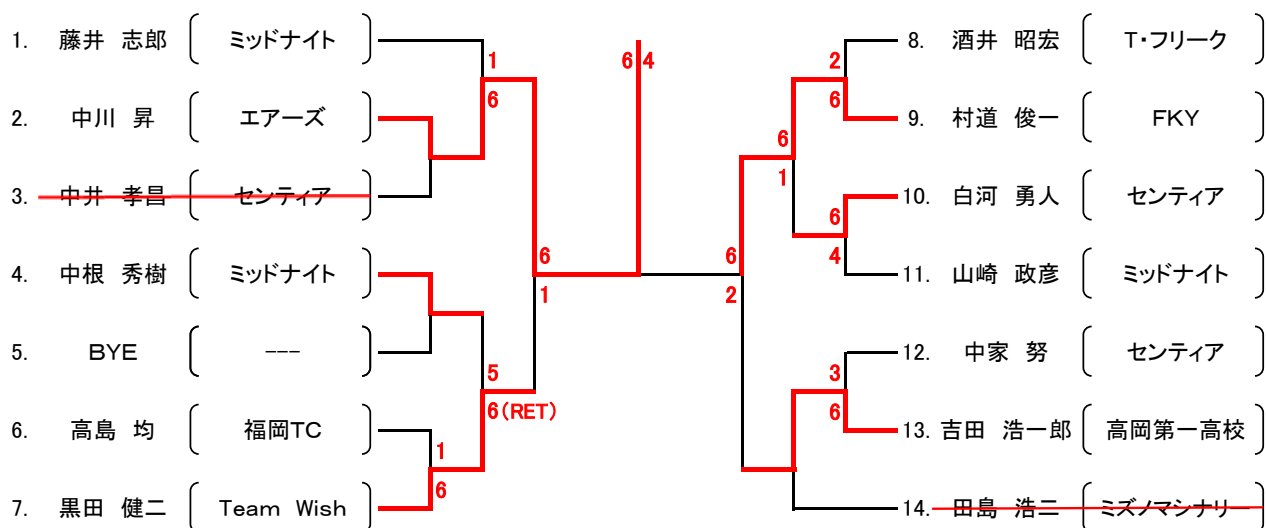 1. 藤井 志郎 ミッドナイト
2. 中川 昇 エアーズ
3. 中井 孝昌 センティア
4. 中根 秀樹 ミッドナイト
5. BYE ---
6. 高島 均 福岡TC
7. 黒田 健二 Team Wish
1
6
5
6(RET)
1
6
6
1
6 4
6
2
6
1
2
6
6
4
3
6
8. 酒井 昭宏 T・フリーク
9. 村道 俊一 FKY
10. 白河 勇人 センティア
11. 山崎 政彦 ミッドナイト
12. 中家 努 センティア
13. 吉田 浩一郎 高岡第一高校
14. 田島 浩二 ミズノマシナリー